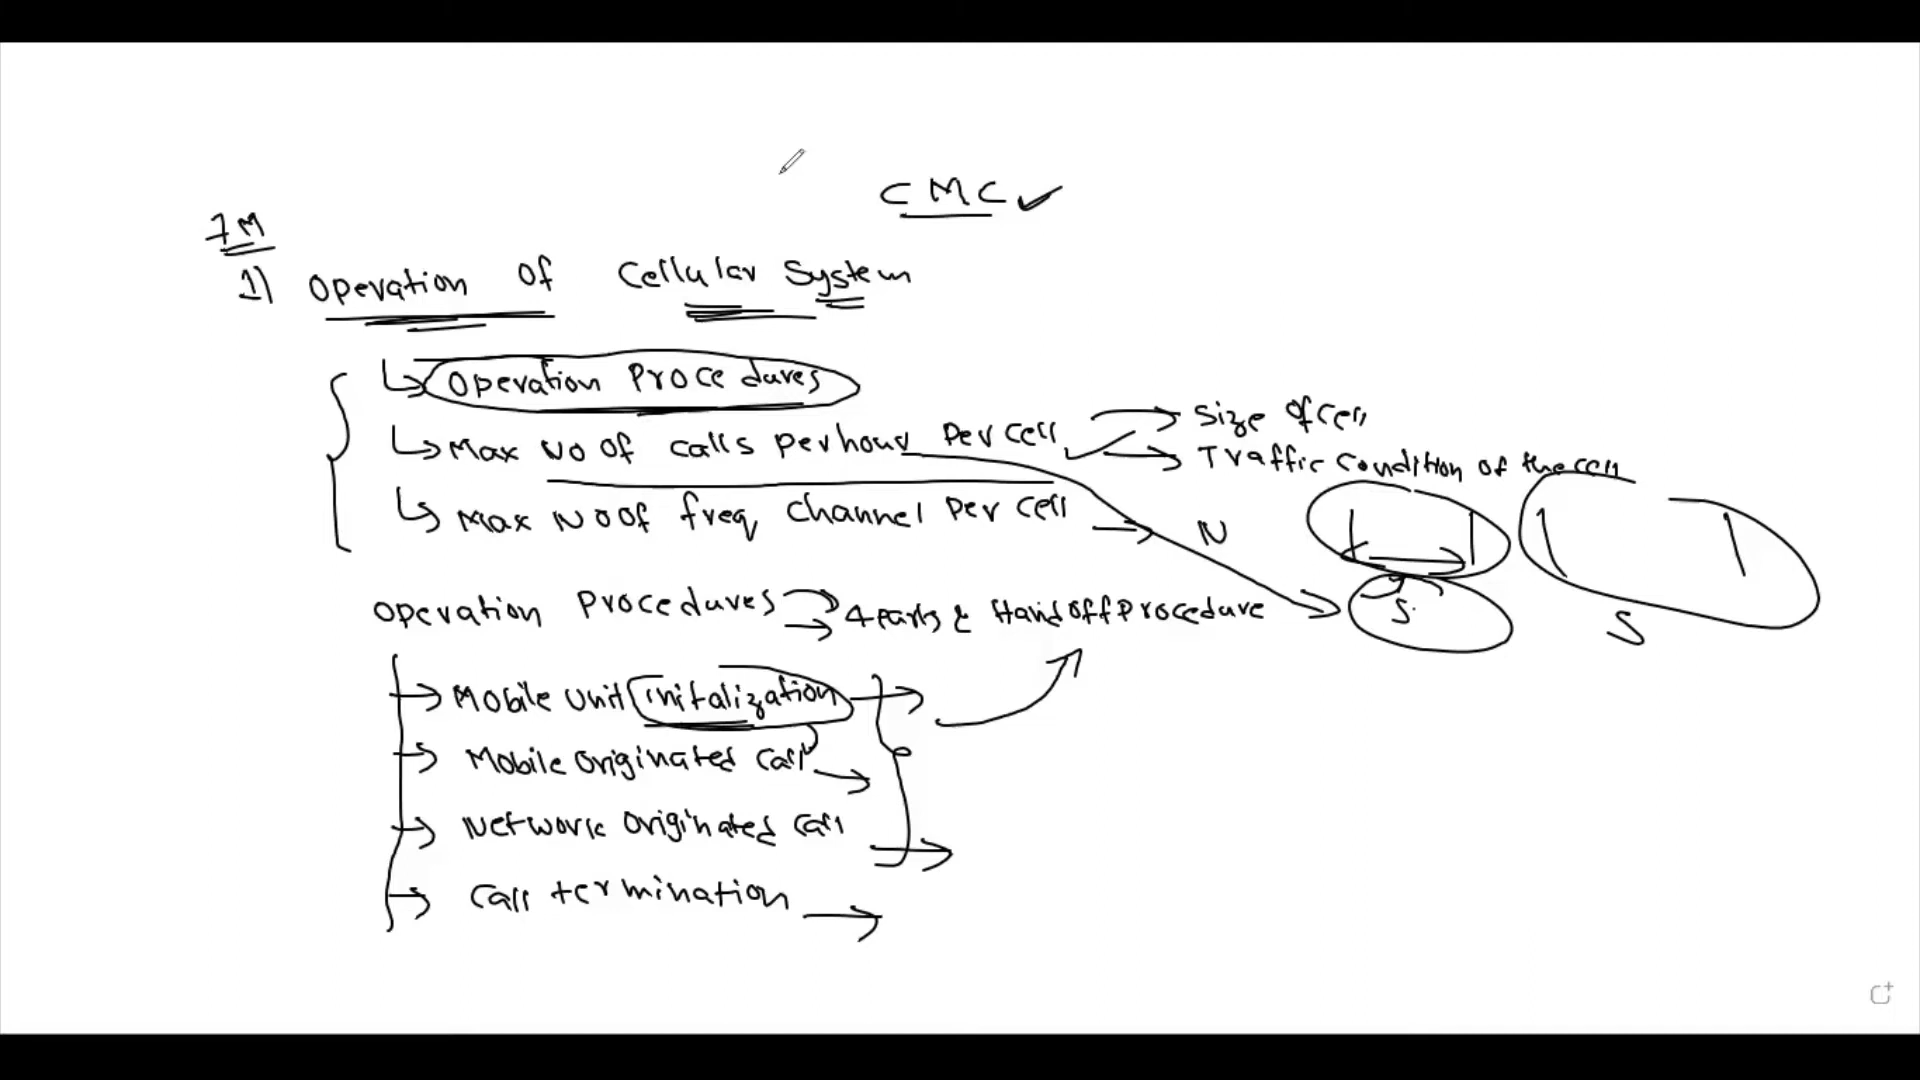 CMC
7M
1) Operation Of Cellular System
Operation Procedures
Max No Of calls per hour Per Cell
Size Of Cell
Traffic Condition Of the cell
Max No Of freq Channel Per Cell
N
S
S
Operation Procedures 4 Parts & Hand Off Procedure
Mobile Unit initalization
Mobile Originated Call
Network Originated Call
Call termination